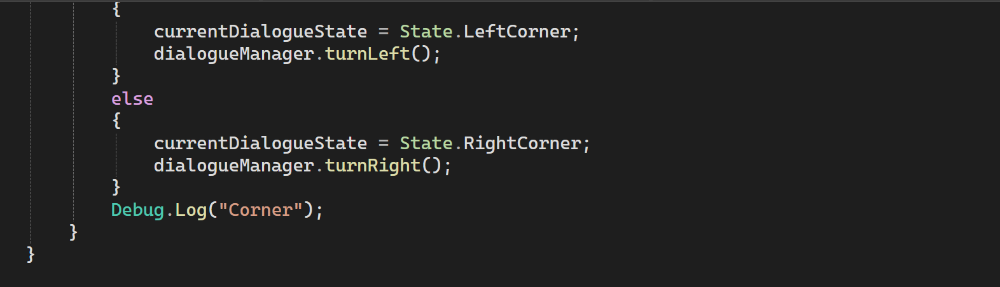 {
currentDialogueState = State.LeftCorner;
dialogueManager.turnLeft();
}
else
{
currentDialogueState = State.RightCorner;
dialogueManager.turnRight();
}
Debug.Log("Corner");
}
}